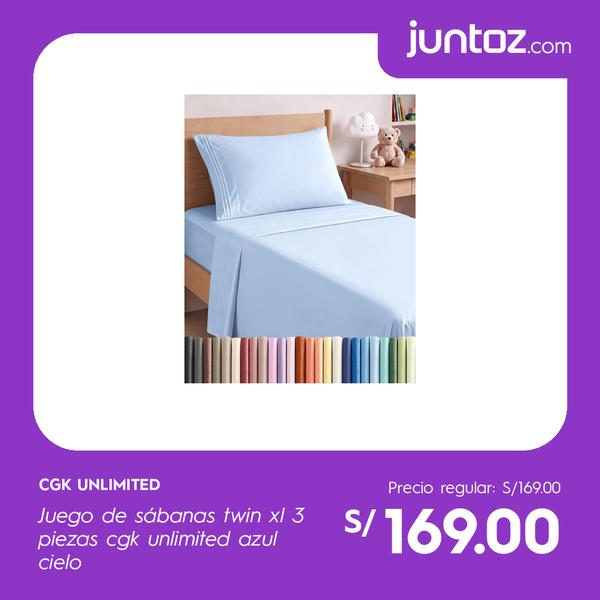 juntoz.com
CGK UNLIMITED
Juego de sábanas twin xl 3
piezas cgk unlimited azul
cielo
Precio regular: S/169.00
S/169.00